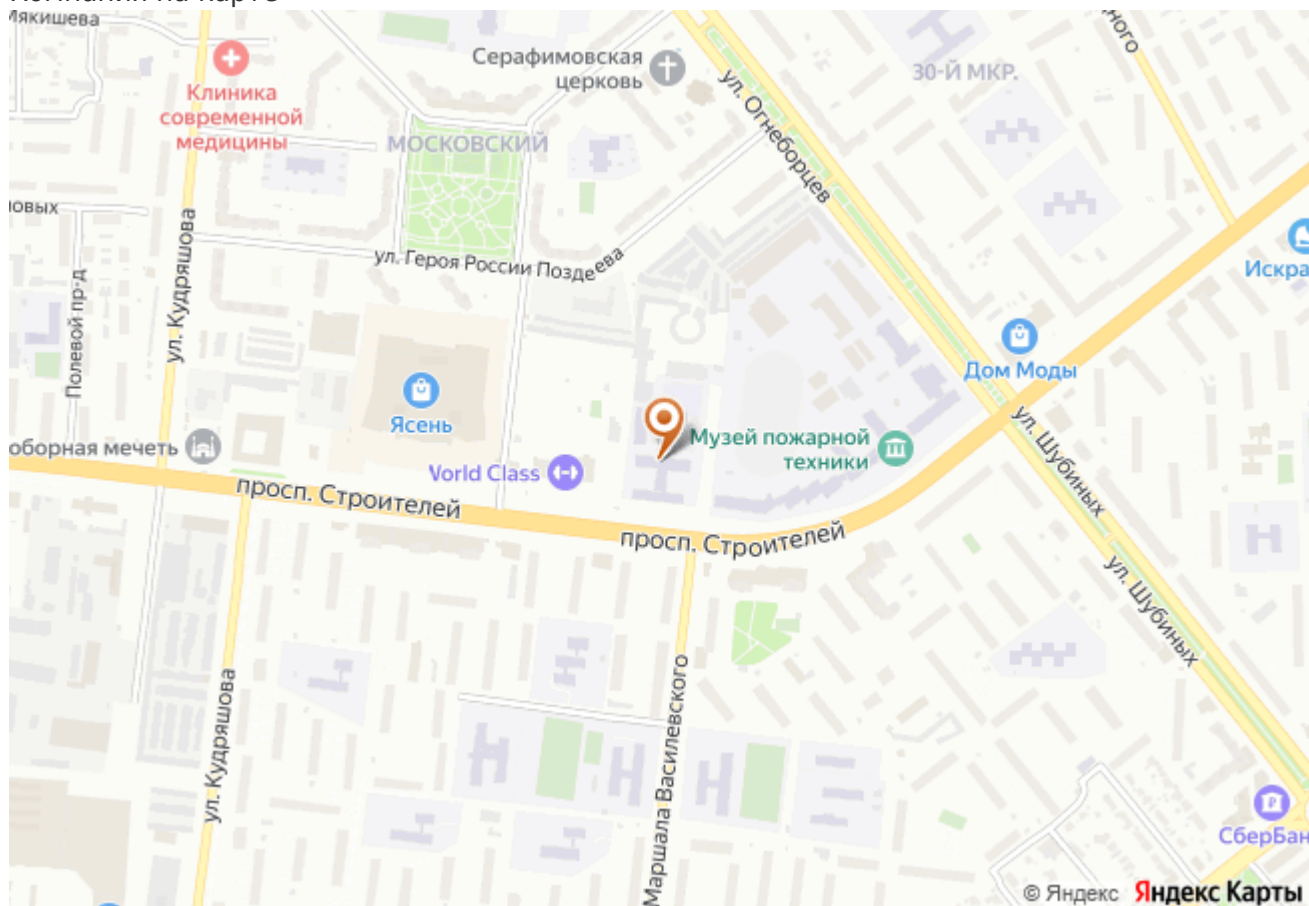 Мякишева
Клиника
современной
медицины
Серафимовская
церковь
30-Й МКР.
МОСКОВСКИЙ
ул. Огнеборцев
ул. Кудряшова
Полевой пр-д
ул. Героя России Поздеева
Искра
Дом Моды
Ясень
Музей пожарной
техники
оборная мечеть
World Class
просп. Строителей
просп. Строителей
ул. Шубиных
ул. Шубиных
ул. Кудряшова
Маршала Василевского
СберБан
© Яндекс Яндекс Карты